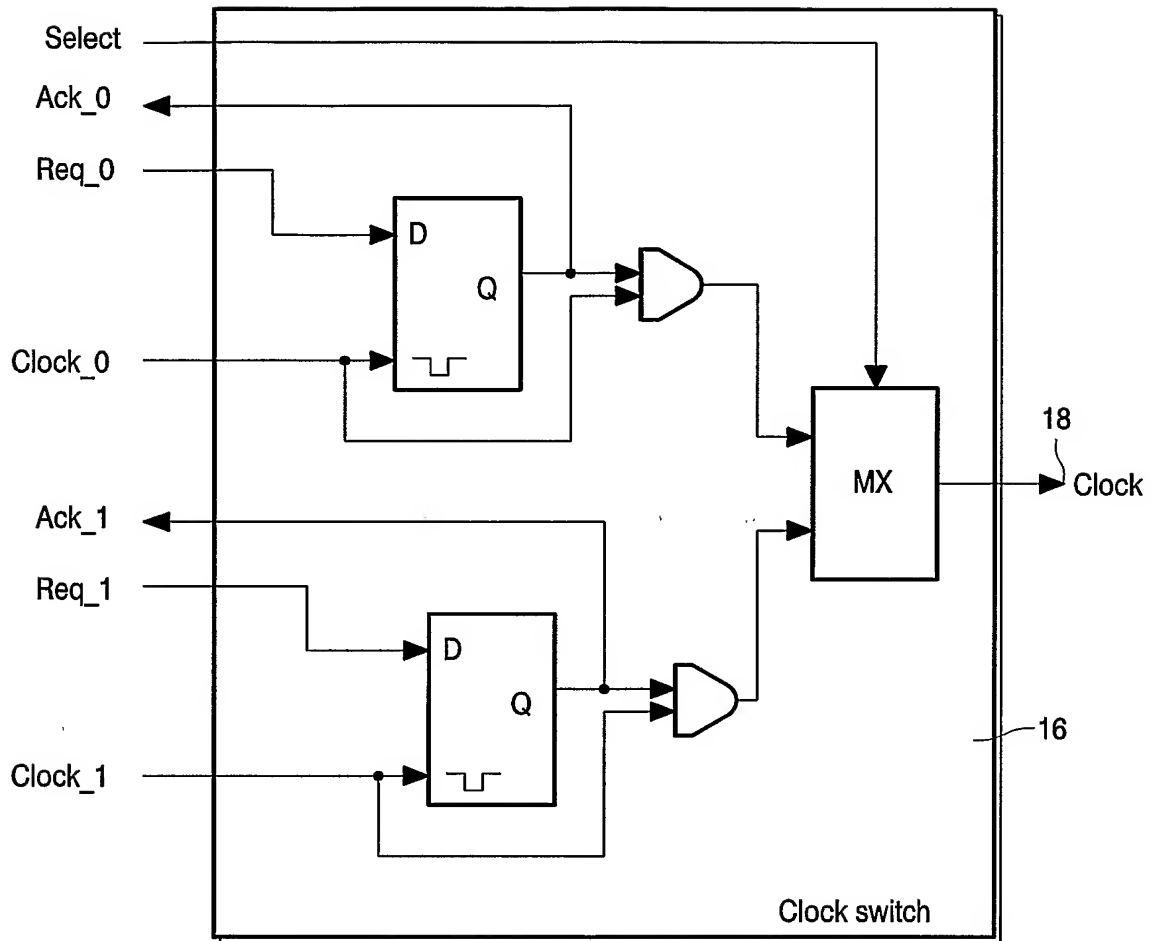 Select
Ack_0
Req_0
D
Q
Clock_0
18
MX
Clock
Ack_1
Req_1
D
Q
16
Clock_1
Clock switch